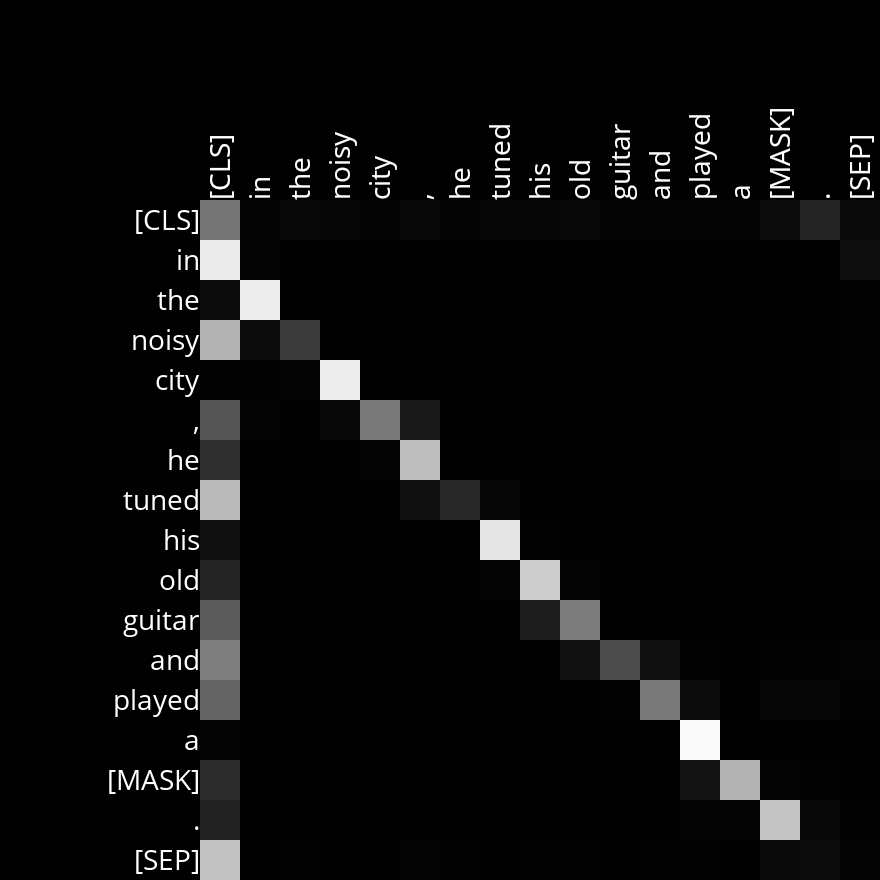 [CLS] in the noisy city , he tuned his old guitar and played a [MASK] . [SEP]
[CLS]
in
the
noisy
city
,
he
tuned
his
old
guitar
and
played
a
[MASK]
.
[SEP]